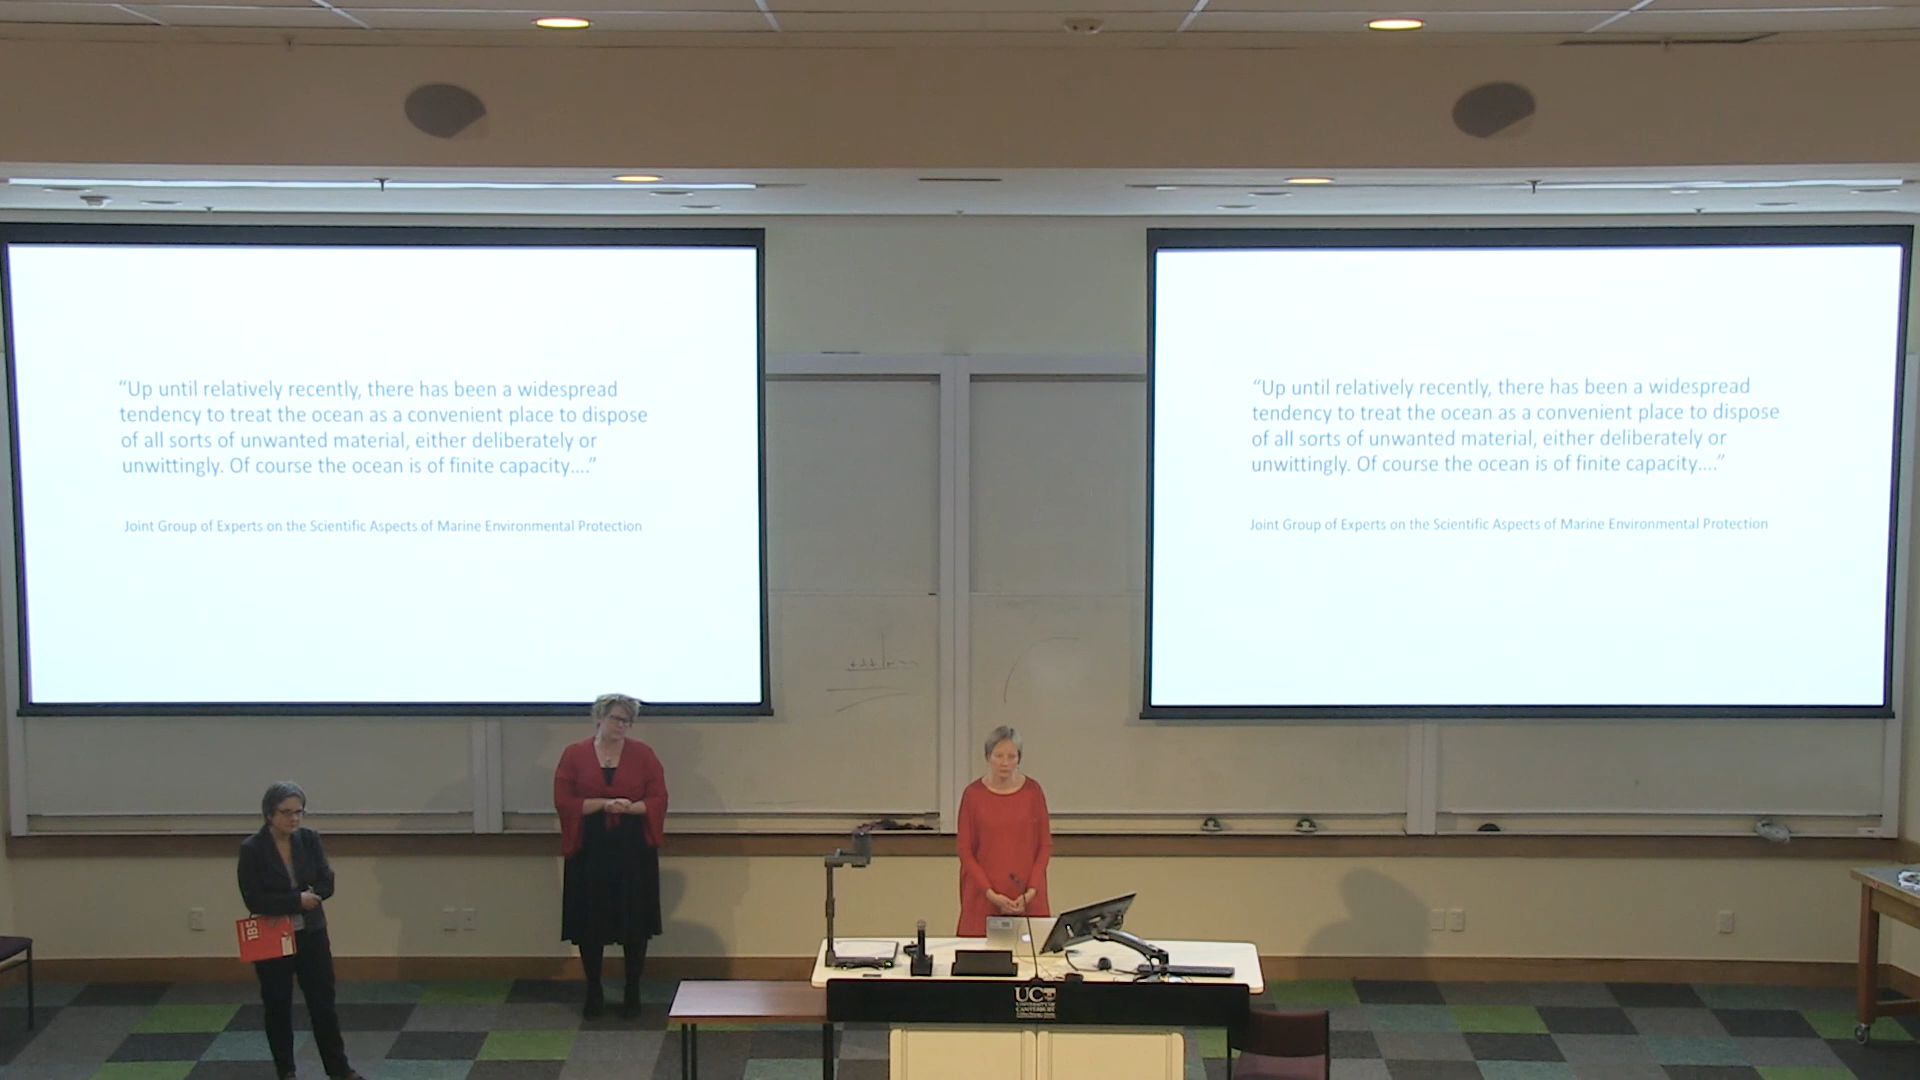 “Up until relatively recently, there has been a widespread
tendency to treat the ocean as a convenient place to dispose
of all sorts of unwanted material, either deliberately or
unwittingly. Of course the ocean is of finite capacity....”
Joint Group of Experts on the Scientific Aspects of Marine Environmental Protection
“Up until relatively recently, there has been a widespread
tendency to treat the ocean as a convenient place to dispose
of all sorts of unwanted material, either deliberately or
unwittingly. Of course the ocean is of finite capacity....”
Joint Group of Experts on the Scientific Aspects of Marine Environmental Protection
UC
UNIVERSITY OF
CANTERBURY